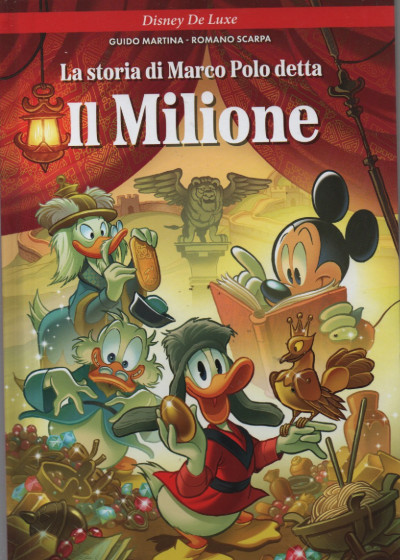 Disney De Luxe
GUIDO MARTINA - ROMANO SCARPA
La storia di Marco Polo detta
Il Milione